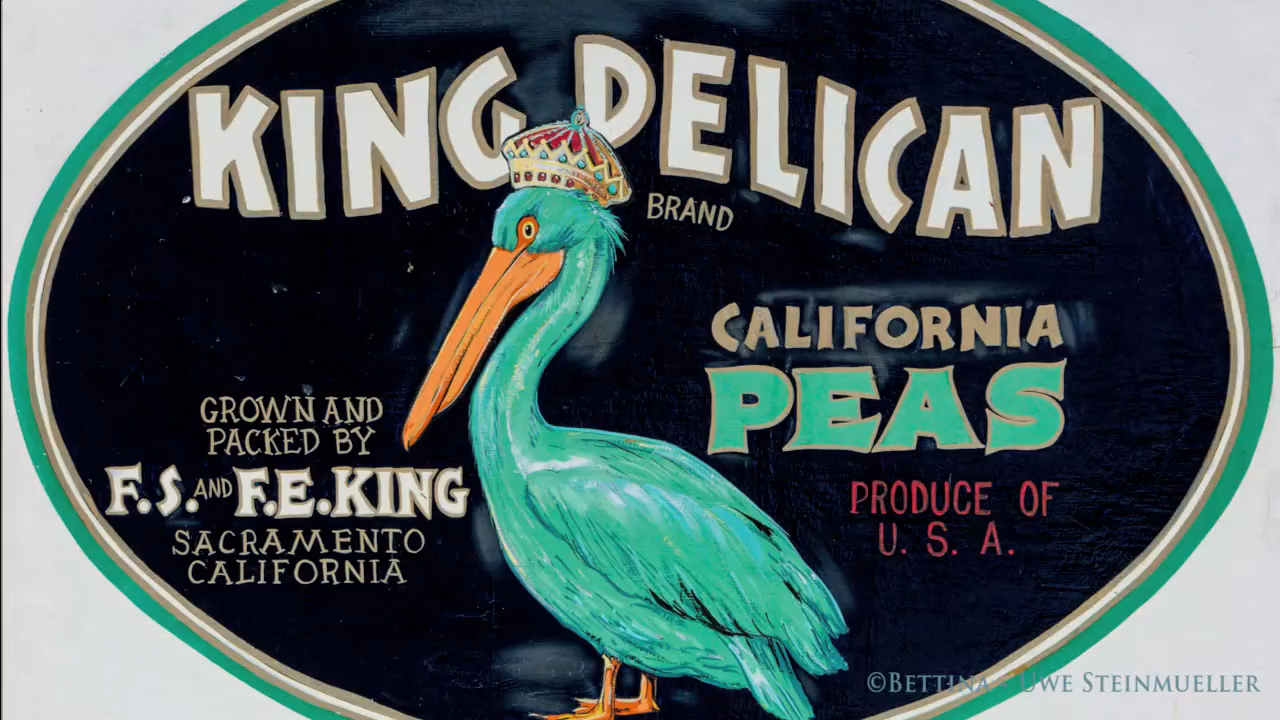 KING PELICAN
BRAND
CALIFORNIA
PEAS
PRODUCE OF
U. S. A.
GROWN AND
PACKED BY
F.S. AND F.E. KING
SACRAMENTO
CALIFORNIA
©BETTINA UWE STEINMUELLER